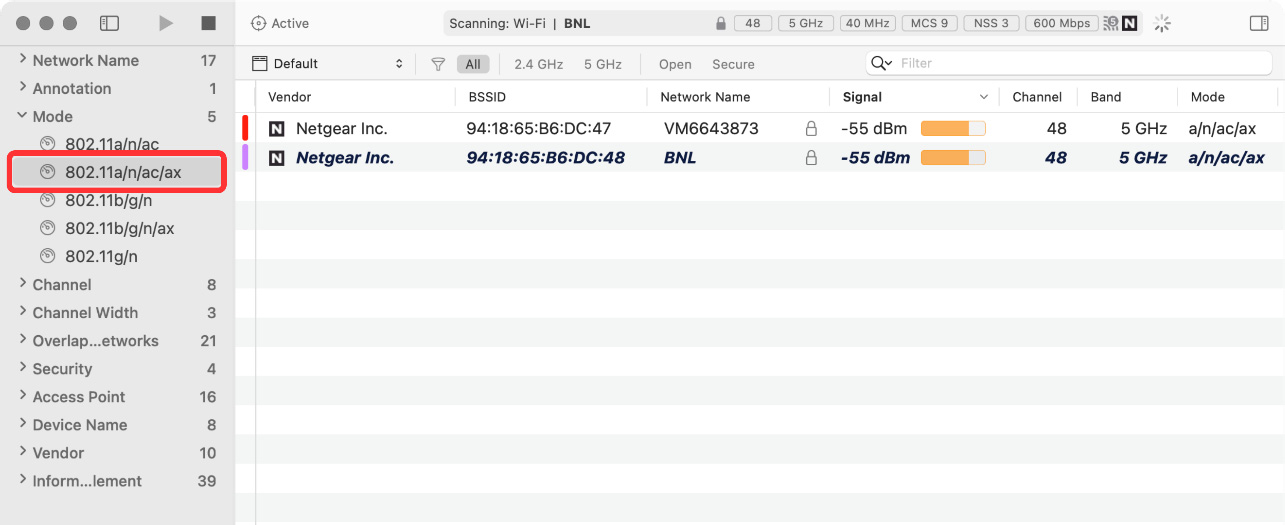 Active
Scanning: Wi-Fi | BNL 48 5 GHz 40 MHz MCS 9 NSS 3 600 Mbps 5 N
Network Name 17
Annotation 1
Mode 5
802.11a/n/ac
802.11a/n/ac/ax
802.11b/g/n
802.11b/g/n/ax
802.11g/n
Channel 8
Channel Width 3
Overlap...etworks 21
Security 4
Access Point 16
Device Name 8
Vendor 10
Inform...lement 39
Default All 2.4 GHz 5 GHz Open Secure Filter
Vendor BSSID Network Name Signal Channel Band Mode
N Netgear Inc. 94:18:65:B6:DC:47 VM6643873 -55 dBm 48 5 GHz a/n/ac/ax
N Netgear Inc. 94:18:65:B6:DC:48 BNL -55 dBm 48 5 GHz a/n/ac/ax